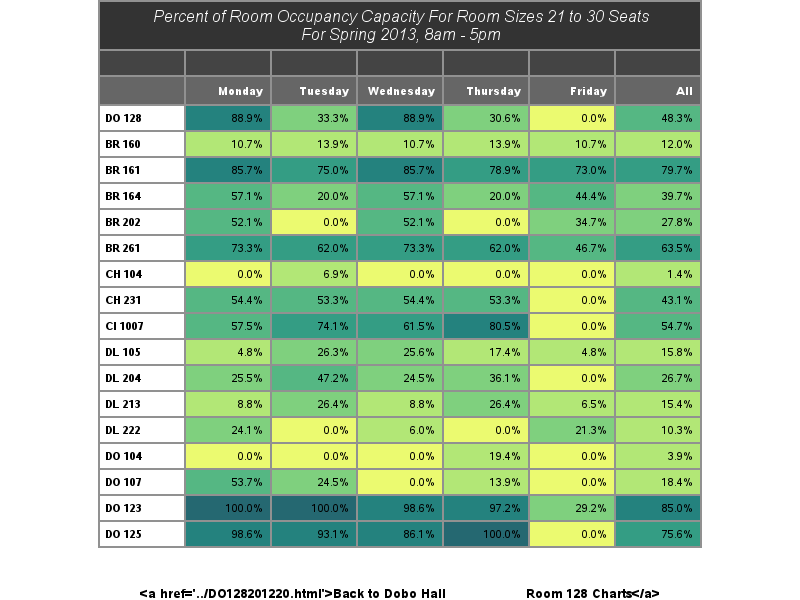 Percent of Room Occupancy Capacity For Room Sizes 21 to 30 Seats
For Spring 2013, 8am - 5pm
Monday Tuesday Wednesday Thursday Friday All
DO 128 88.9% 33.3% 88.9% 30.6% 0.0% 48.3%
BR 160 10.7% 13.9% 10.7% 13.9% 10.7% 12.0%
BR 161 85.7% 75.0% 85.7% 78.9% 73.0% 79.7%
BR 164 57.1% 20.0% 57.1% 20.0% 44.4% 39.7%
BR 202 52.1% 0.0% 52.1% 0.0% 34.7% 27.8%
BR 261 73.3% 62.0% 73.3% 62.0% 46.7% 63.5%
CH 104 0.0% 6.9% 0.0% 0.0% 0.0% 1.4%
CH 231 54.4% 53.3% 54.4% 53.3% 0.0% 43.1%
CI 1007 57.5% 74.1% 61.5% 80.5% 0.0% 54.7%
DL 105 4.8% 26.3% 25.6% 17.4% 4.8% 15.8%
DL 204 25.5% 47.2% 24.5% 36.1% 0.0% 26.7%
DL 213 8.8% 26.4% 8.8% 26.4% 6.5% 15.4%
DL 222 24.1% 0.0% 6.0% 0.0% 21.3% 10.3%
DO 104 0.0% 0.0% 0.0% 19.4% 0.0% 3.9%
DO 107 53.7% 24.5% 0.0% 13.9% 0.0% 18.4%
DO 123 100.0% 100.0% 98.6% 97.2% 29.2% 85.0%
DO 125 98.6% 93.1% 86.1% 100.0% 0.0% 75.6%
<a href='../DO128201220.html'>Back to Dobo Hall Room 128 Charts</a>